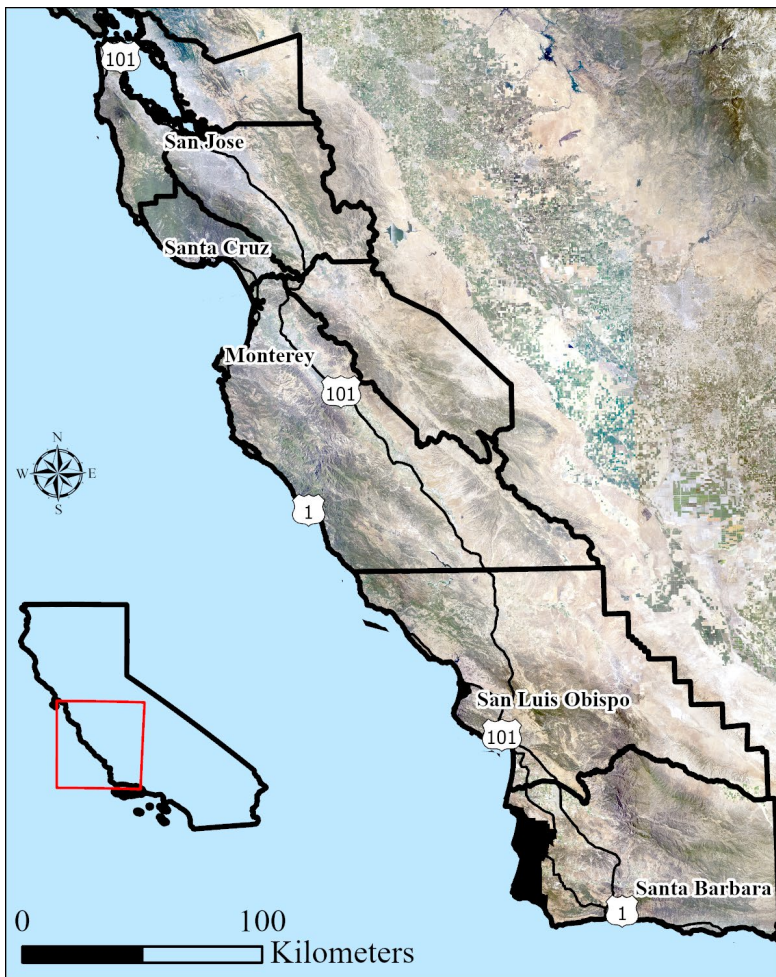 101
San Jose
Santa Cruz
Monterey
101
N
W E
S
1
San Luis Obispo
101
Santa Barbara
1
0 100
Kilometers